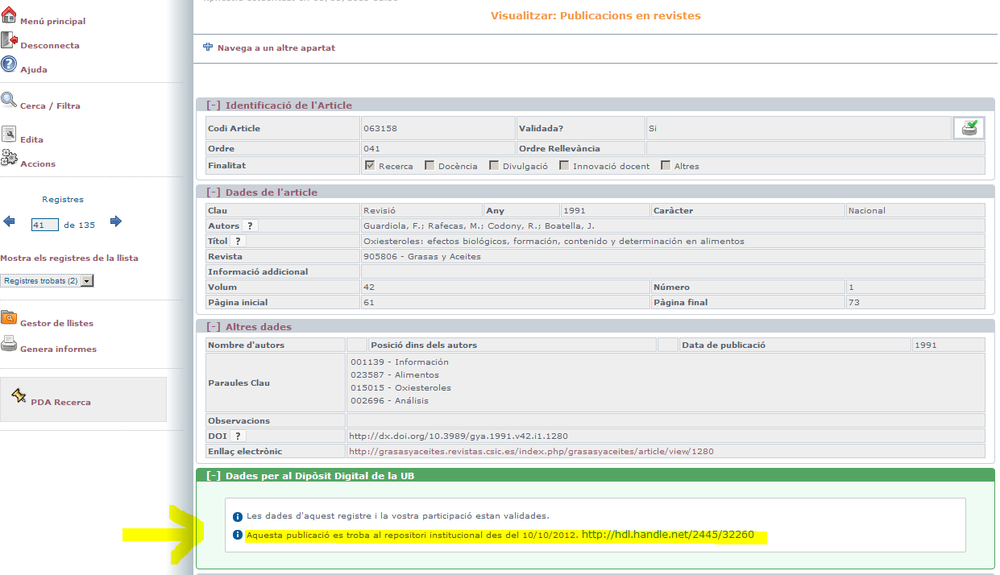 Visualitzar: Publicacions en revistes
Menú principal
Desconnecta
Ajuda
Cerca / Filtra
Edita
Accions
Registres
41 de 135
Mostra els registres de la llista
Registres trobats (2)
Gestor de llistes
Genera informes
PDA Recerca
Navega a un altre apartat
[-] Identificació de l'Article
Codi Article 063158 Validada? Si
Ordre 041 Ordre Rellevància
Finalitat Recerca Docència Divulgació Innovació docent Altres
[-] Dades de l'article
Clau Revisió Any 1991 Caràcter Nacional
Autors ? Guardiola, F.; Rafecas, M.; Codony, R.; Boatella, J.
Títol ? Oxiesteroles: efectos biológicos, formación, contenido y determinación en alimentos
Revista 905806 - Grasas y Aceites
Informació addicional
Volum 42 Número 1
Pàgina inicial 61 Pàgina final 73
[-] Altres dades
Nombre d'autors Posició dins dels autors Data de publicació 1991
Paraules Clau
001139 - Información
023587 - Alimentos
015015 - Oxiesteroles
002696 - Análisis
Observacions
DOI ? http://dx.doi.org/10.3989/gya.1991.v42.i1.1280
Enllaç electrònic http://grasasyaceites.revistas.csic.es/index.php/grasasyaceites/article/view/1280
[-] Dades per al Dipòsit Digital de la UB
Les dades d'aquest registre i la vostra participació estan validades.
Aquesta publicació es troba al repositori institucional des del 10/10/2012. http://hdl.handle.net/2445/32260